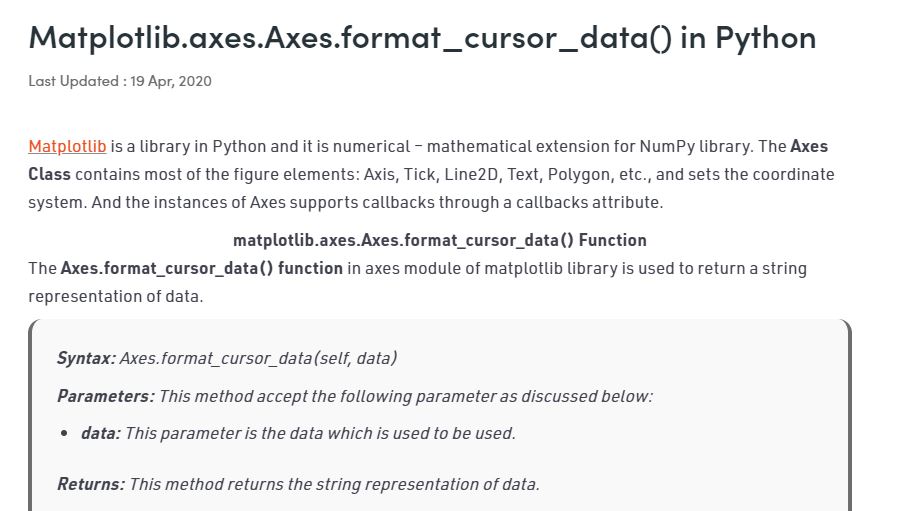 Matplotlib.axes.Axes.format_cursor_data() in Python
Last Updated : 19 Apr, 2020
Matplotlib is a library in Python and it is numerical – mathematical extension for NumPy library. The Axes
Class contains most of the figure elements: Axis, Tick, Line2D, Text, Polygon, etc., and sets the coordinate
system. And the instances of Axes supports callbacks through a callbacks attribute.
matplotlib.axes.Axes.format_cursor_data() Function
The Axes.format_cursor_data() function in axes module of matplotlib library is used to return a string
representation of data.
Syntax: Axes.format_cursor_data(self, data)
Parameters: This method accept the following parameter as discussed below:
• data: This parameter is the data which is used to be used.
Returns: This method returns the string representation of data.